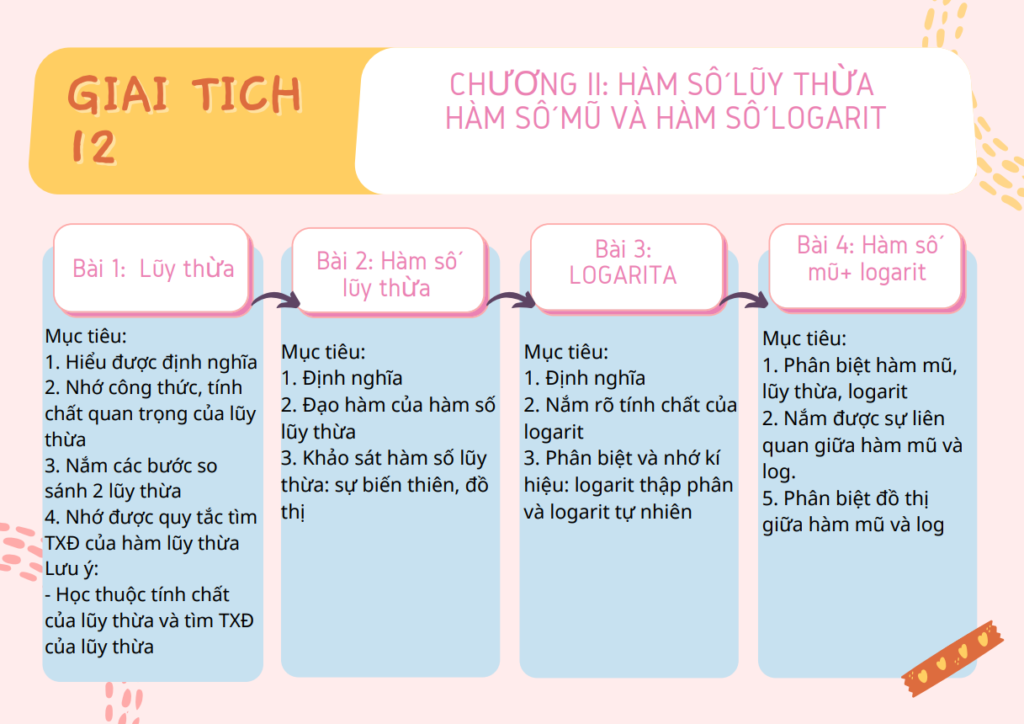 GIAI TICH
12
CHƯƠNG II: HÀM SỐ LŨY THỪA
HÀM SỐ MŨ VÀ HÀM SỐ LOGARIT
Bài 1: Lũy thừa
Mục tiêu:
1. Hiểu được định nghĩa
2. Nhớ công thức, tính
chất quan trọng của lũy
thừa
3. Nắm các bước so
sánh 2 lũy thừa
4. Nhớ được quy tắc tìm
TXĐ của hàm lũy thừa
Lưu ý:
- Học thuộc tính chất
của lũy thừa và tìm TXĐ
của lũy thừa
Bài 2: Hàm số
lũy thừa
Mục tiêu:
1. Định nghĩa
2. Đạo hàm của hàm số
lũy thừa
3. Khảo sát hàm số lũy
thừa: sự biến thiên, đồ
thị
Bài 3:
LOGARITA
Mục tiêu:
1. Định nghĩa
2. Nắm rõ tính chất của
logarit
3. Phân biệt và nhớ kí
hiệu: logarit thập phân
và logarit tự nhiên
Bài 4: Hàm số
mũ+ logarit
Mục tiêu:
1. Phân biệt hàm mũ,
lũy thừa, logarit
2. Nắm được sự liên
quan giữa hàm mũ và
log.
5. Phân biệt đồ thị
giữa hàm mũ và log